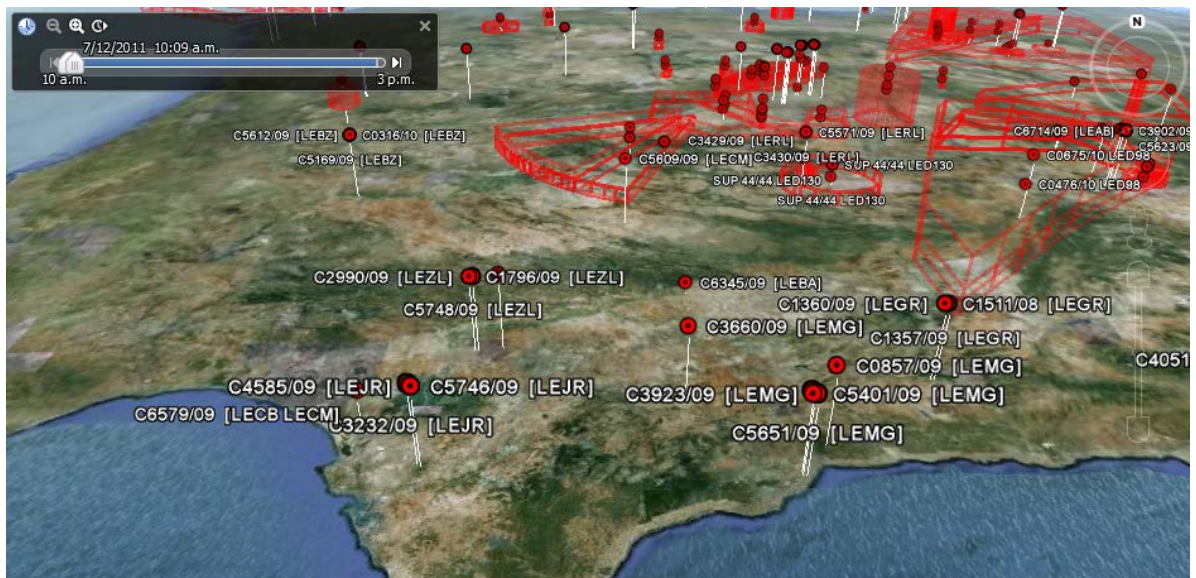 7/12/2011 10:09 a.m.
10 a.m.
3 p.m.
N
C5612/09 [LEBZ]
C0316/10 [LEBZ]
C5169/09 [LEBZ]
C3429/09 [LERL]
C5571/09 [LERL]
C5609/09 [LECM]
C3430/09 [LERL]
SUP 44/44 LED130
SUP 44/44 LED130
SUP 44/44 LED130
C6714/09 [LEAB]
C3902/09
C5623/09
C0675/10 LED98
C0476/10 LED98
C2990/09 [LEZL]
C1796/09 [LEZL]
C5748/09 [LEZL]
C6345/09 [LEBA]
C1360/09 [LEGR]
C1511/08 [LEGR]
C3660/09 [LEMG]
C1357/09 [LEGR]
C4051
C0857/09 [LEMG]
C4585/09 [LEJR]
C5746/09 [LEJR]
C3923/09 [LEMG]
C5401/09 [LEMG]
C6579/09 [LECB LECM]
C3232/09 [LEJR]
C5651/09 [LEMG]